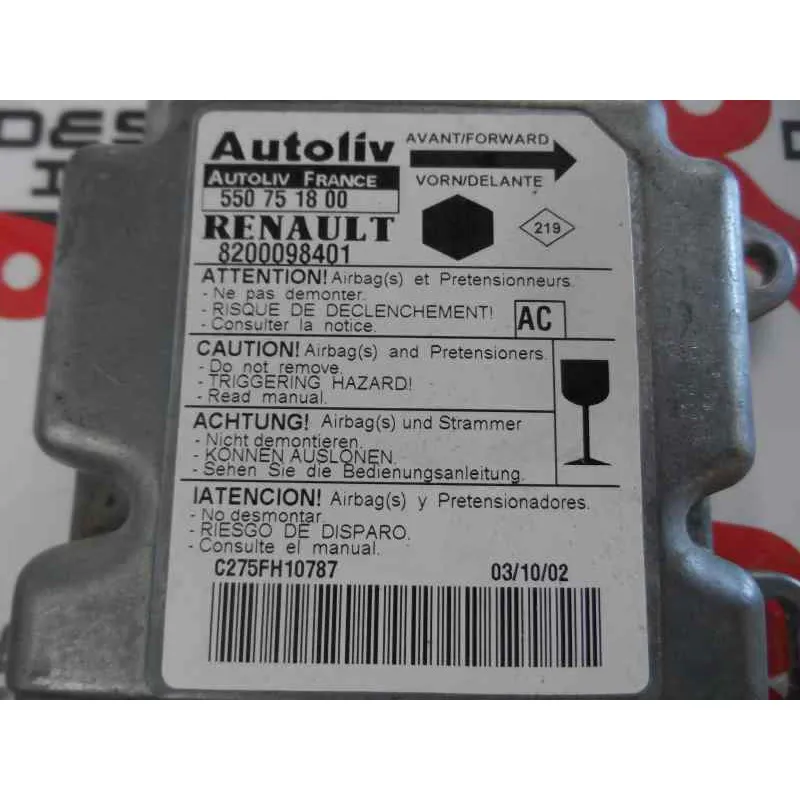 Autoliv
AVANT/FORWARD
AUTOLIV FRANCE
VORN/DELANTE
550 75 18 00
RENAULT
219
8200098401
ATTENTION! Airbag(s) et Pretensionneurs.
- Ne pas demonter.
- RISQUE DE DECLENCHEMENT!
- Consulter la notice.
AC
CAUTION! Airbag(s) and Pretensioners.
- Do not remove.
- TRIGGERING HAZARD!
- Read manual.
ACHTUNG! Airbag(s) und Strammer
- Nicht demontieren.
- KONNEN AUSLONEN.
- Sehen Sie die Bedienungsanleitung.
IATENCION! Airbag(s) y Pretensionadores.
- No desmontar.
- RIESGO DE DISPARO.
- Consulte el manual.
C275FH10787
03/10/02